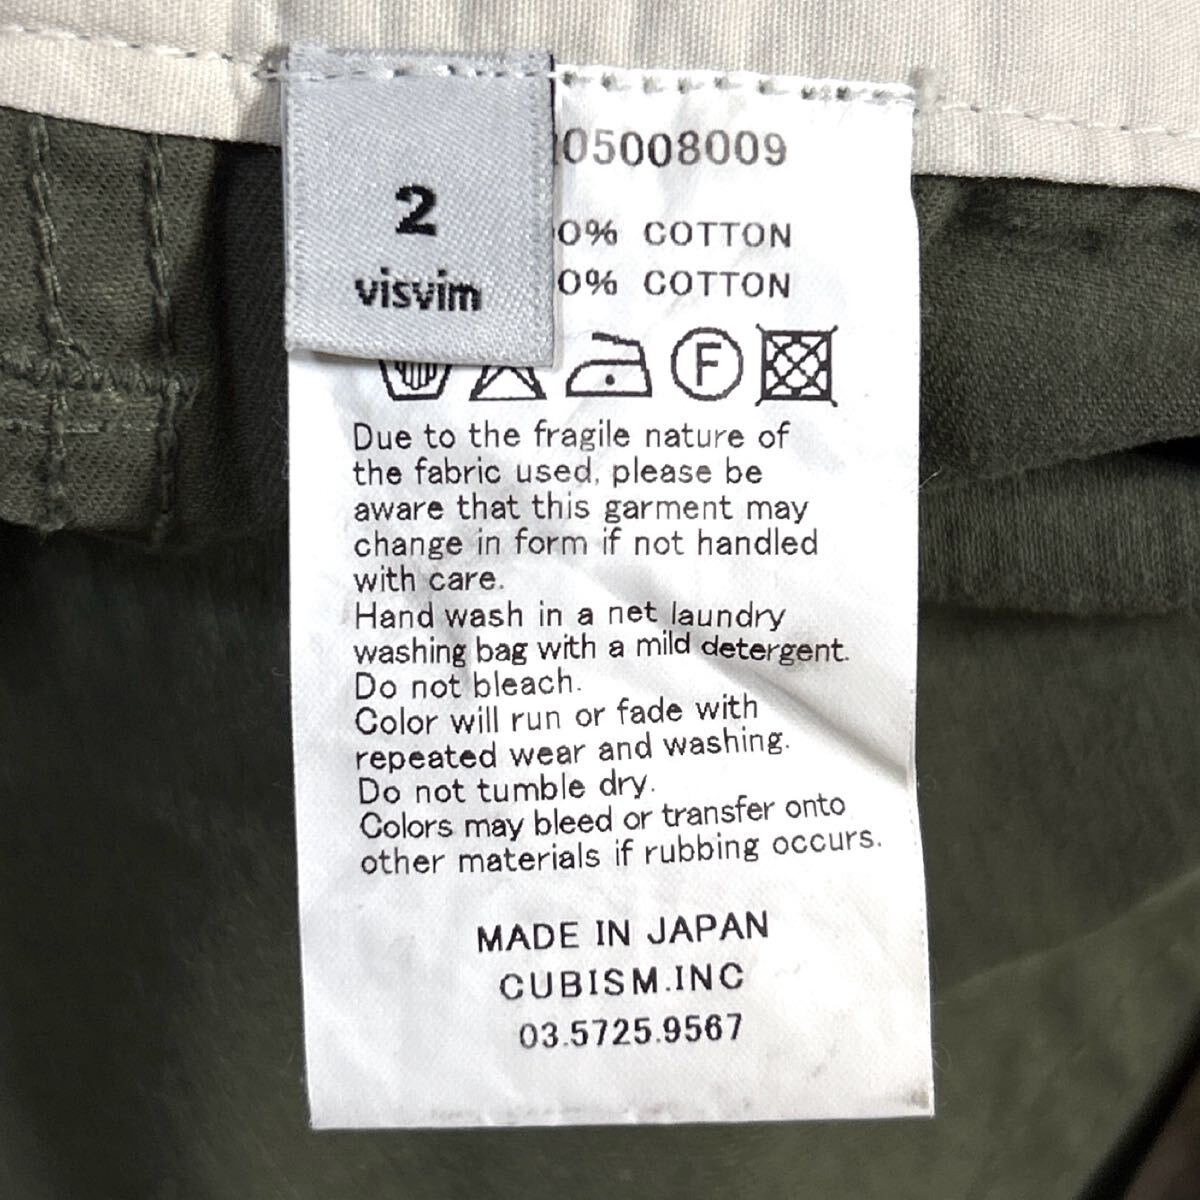 2
visvim
05008009
0% COTTON
0% COTTON
F
Due to the fragile nature of
the fabric used, please be
aware that this garment may
change in form if not handled
with care.
Hand wash in a net laundry
washing bag with a mild detergent.
Do not bleach.
Color will run or fade with
repeated wear and washing.
Do not tumble dry.
Colors may bleed or transfer onto
other materials if rubbing occurs.
MADE IN JAPAN
CUBISM.INC
03.5725.9567